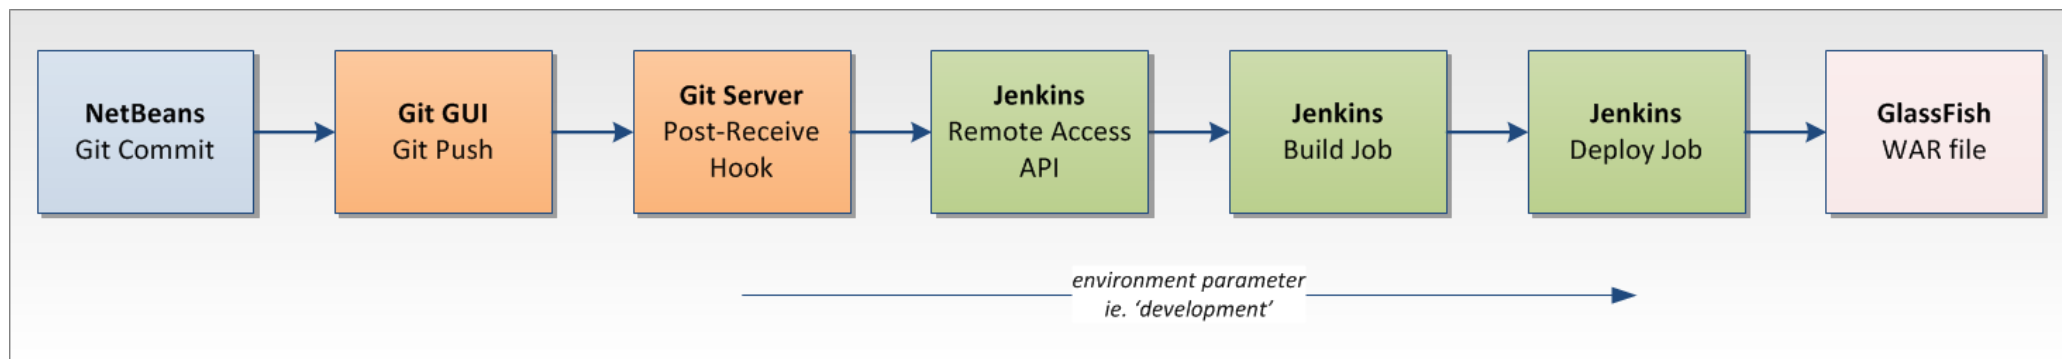 NetBeans
Git Commit
Git GUI
Git Push
Git Server
Post-Receive
Hook
Jenkins
Remote Access
API
Jenkins
Build Job
Jenkins
Deploy Job
GlassFish
WAR file
environment parameter
ie. ‘development’